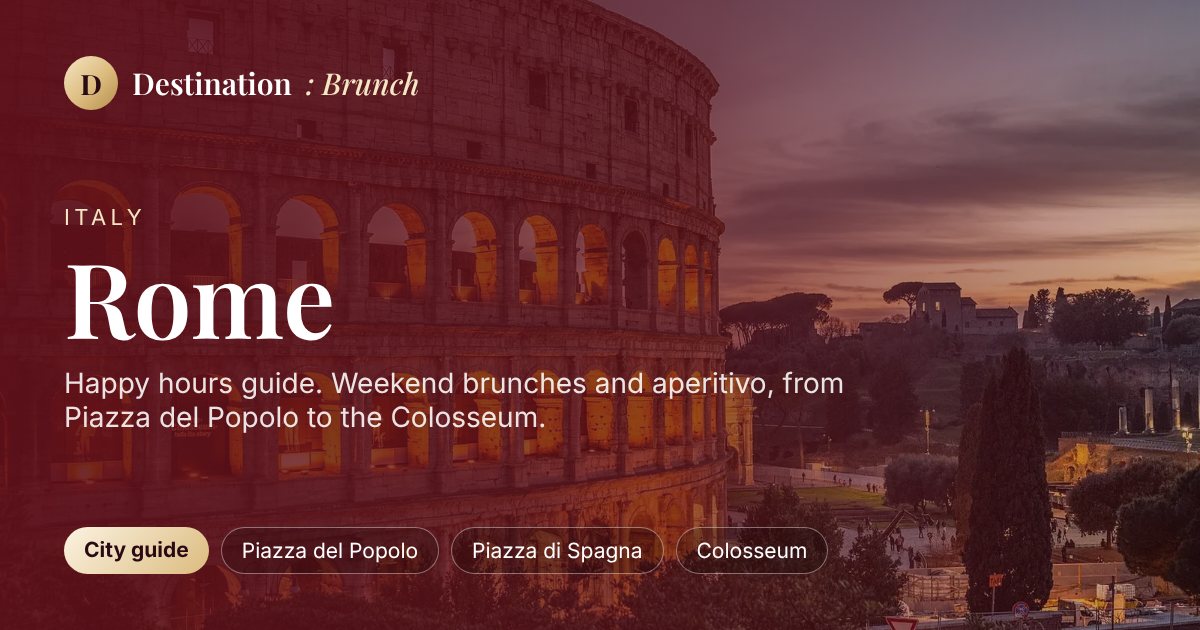 D
Destination : Brunch
ITALY
Rome
Happy hours guide. Weekend brunches and aperitivo, from
Piazza del Popolo to the Colosseum.
City guide
Piazza del Popolo
Piazza di Spagna
Colosseum